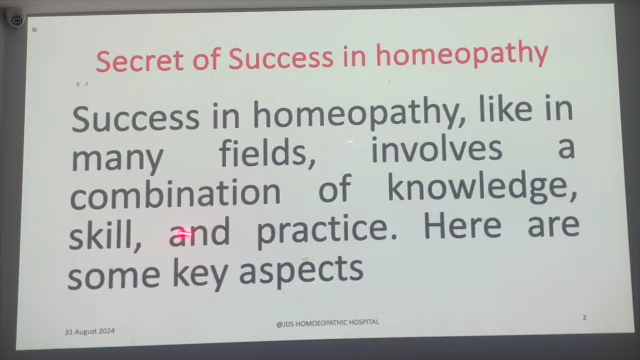 Secret of Success in homeopathy
Success in homeopathy, like in
many fields, involves a
combination of knowledge,
skill, and practice. Here are
some key aspects
31 August 2024
@JDS HOMOEOPATHIC HOSPITAL
2